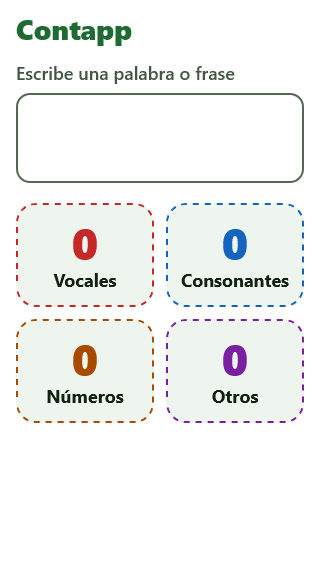 Contapp
Escribe una palabra o frase
0
Vocales
0
Consonantes
0
Números
0
Otros